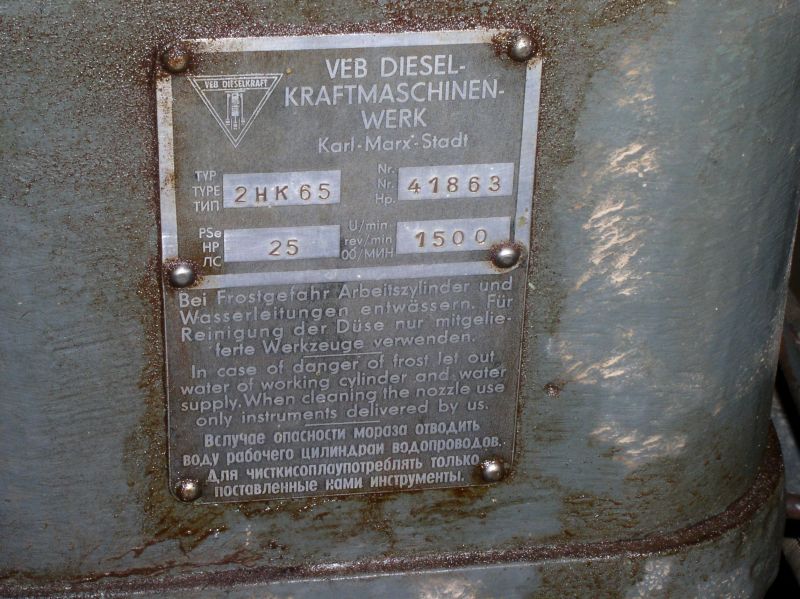 VEB DIESELKRAFT
VEB DIESEL-
KRAFTMASCHINEN-
WERK
Karl-Marx-Stadt
TYP
TYPE
ТИП
2HK65
Nr.
Nr.
Нр.
41863
PSe
HP
ЛС
25
U/min
rev/min
ОО/МИН
1500
Bei Frostgefahr Arbeitszylinder und
Wasserleitungen entwässern. Für
Reinigung der Düse nur mitgelie-
ferte Werkzeuge verwenden.
In case of danger of frost let out
water of working cylinder and water
supply. When cleaning the nozzle use
only instruments delivered by us.
Вслучае опасности мороза отводить
воду рабочего цилиндраи водопроводов.
Для чисткисоплаупотреблять только
поставленные нами инструменты.